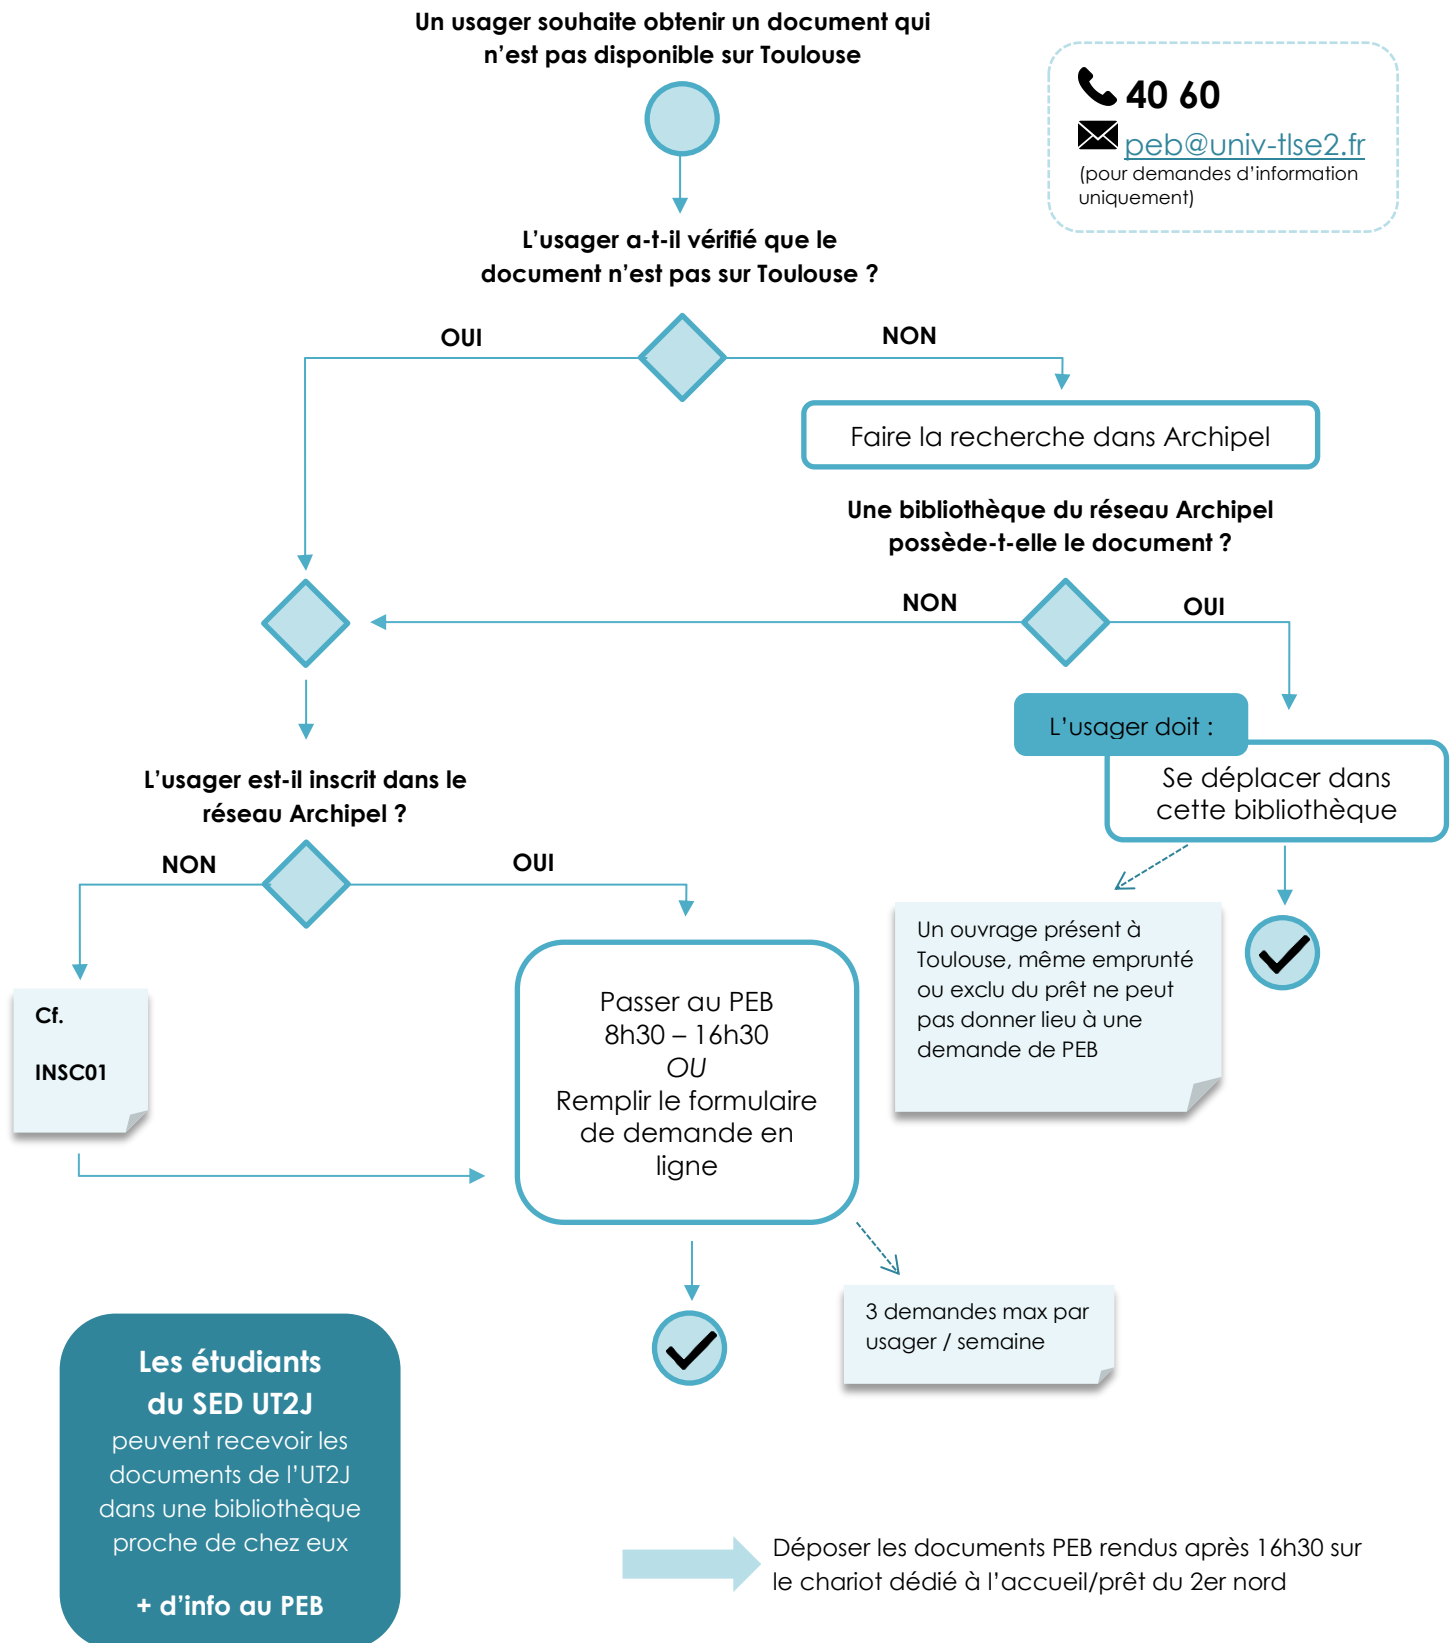 Un usager souhaite obtenir un document qui
n'est pas disponible sur Toulouse
40 60
peb@univ-tlse2.fr
(pour demandes d'information
uniquement)
L'usager a-t-il vérifié que le
document n'est pas sur Toulouse ?
OUI
NON
Faire la recherche dans Archipel
Une bibliothèque du réseau Archipel
possède-t-elle le document ?
NON
OUI
L'usager doit :
Se déplacer dans
cette bibliothèque
L'usager est-il inscrit dans le
réseau Archipel ?
NON
OUI
Un ouvrage présent à
Toulouse, même emprunté
ou exclu du prêt ne peut
pas donner lieu à une
demande de PEB
Cf.
INSC01
Passer au PEB
8h30 – 16h30
OU
Remplir le formulaire
de demande en
ligne
3 demandes max par
usager / semaine
Les étudiants
du SED UT2J
peuvent recevoir les
documents de l'UT2J
dans une bibliothèque
proche de chez eux
+ d'info au PEB
Déposer les documents PEB rendus après 16h30 sur
le chariot dédié à l'accueil/prêt du 2er nord